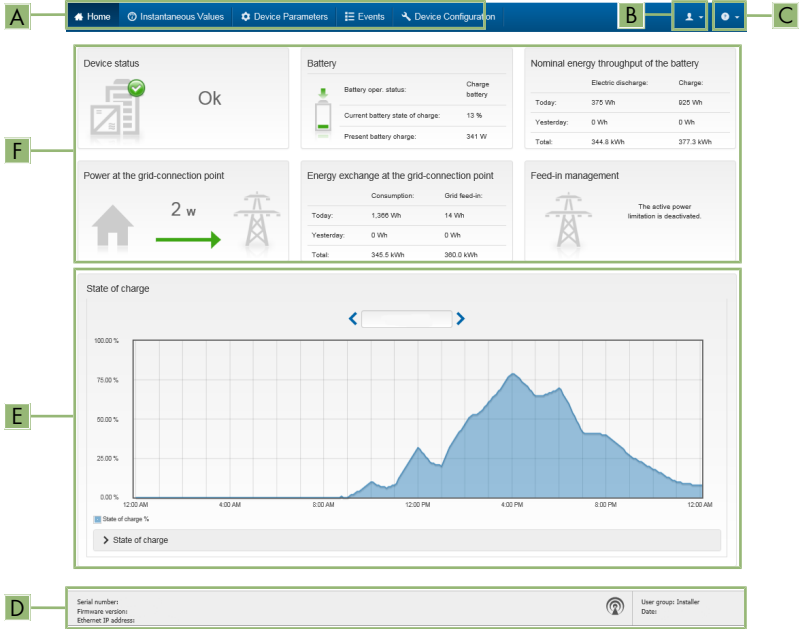 A
Home Instantaneous Values Device Parameters Events Device Configuration
B
C
Device status
Ok
Battery
Battery oper. status: Charge battery
Current battery state of charge: 13 %
Present battery charge: 341 W
Nominal energy throughput of the battery
Electric discharge: Charge:
Today: 375 Wh 925 Wh
Yesterday: 0 Wh 0 Wh
Total: 344.8 kWh 377.3 kWh
F
Power at the grid-connection point
2 W
Energy exchange at the grid-connection point
Consumption: Grid feed-in:
Today: 1,366 Wh 14 Wh
Yesterday: 0 Wh 0 Wh
Total: 345.5 kWh 360.0 kWh
Feed-in management
The active power
limitation is deactivated.
State of charge
100.00 %
75.00 %
50.00 %
25.00 %
0.00 %
12:00 AM 4:00 AM 8:00 AM 12:00 PM 4:00 PM 8:00 PM 12:00 AM
State of charge %
State of charge
E
D
Serial number:
Firmware version:
Ethernet IP address:
User group: Installer
Date: